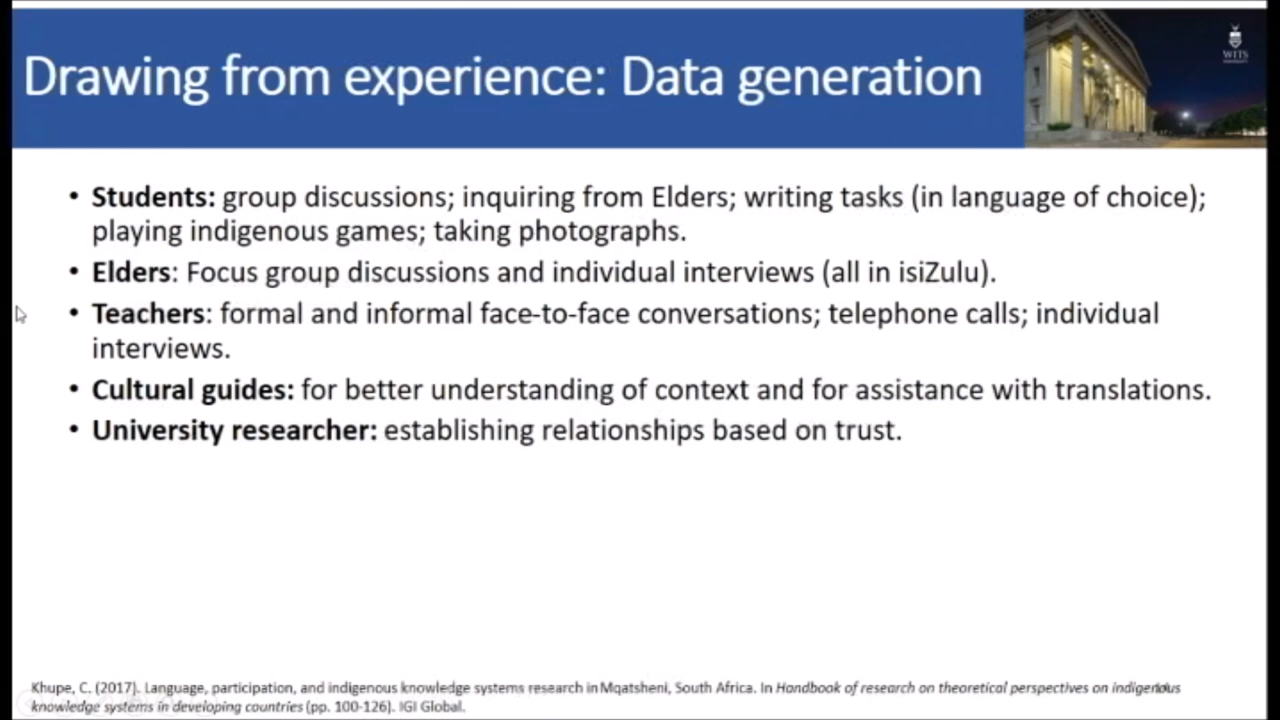 Drawing from experience: Data generation
WITS
UNIVERSITY
• Students: group discussions; inquiring from Elders; writing tasks (in language of choice);
playing indigenous games; taking photographs.
• Elders: Focus group discussions and individual interviews (all in isiZulu).
• Teachers: formal and informal face-to-face conversations; telephone calls; individual
interviews.
• Cultural guides: for better understanding of context and for assistance with translations.
• University researcher: establishing relationships based on trust.
Khupe, C. (2017). Language, participation, and indigenous knowledge systems research in Mqatsheni, South Africa. In Handbook of research on theoretical perspectives on indigenous
knowledge systems in developing countries (pp. 100-126). IGI Global.